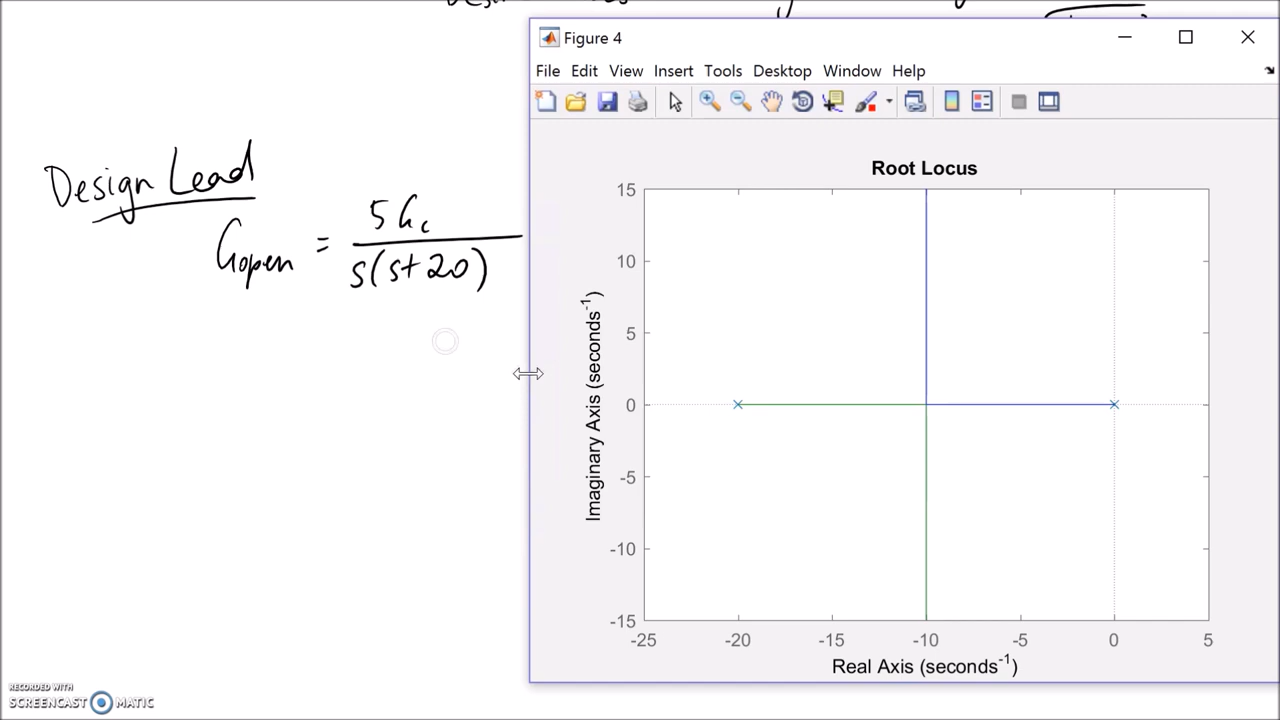 Design Lead
Gopen = 5Kc / s(s+20)
Figure 4
File Edit View Insert Tools Desktop Window Help
Root Locus
15
10
5
0
-5
-10
-15
Imaginary Axis (seconds⁻¹)
-25 -20 -15 -10 -5 0 5
Real Axis (seconds⁻¹)
RECORDED WITH
SCREENCAST MATIC